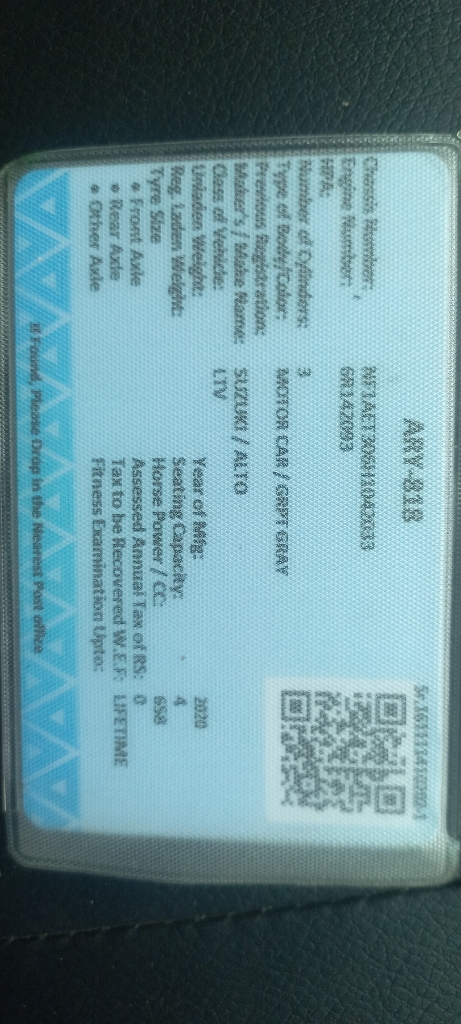 ARY-818
Chassis Number:
Engine Number: 6R142093
HPA:
Number of Cylinders: 3
Type of Body/Color: MOTOR CAR / GRPT GRAY
Previous Registration:
Maker's / Make Name: SUZUKI / ALTO
Class of Vehicle: LTV
Unladen Weight: Year of Mfg: 2020
Reg. Laden Weight: Seating Capacity: 4
Tyre Size Horse Power / CC: 658
• Front Axle Assessed Annual Tax of RS: 0
• Rear Axle Tax to be Recovered W.E.F: LIFETIME
• Other Axle Fitness Examination Upto:
If Found, Please Drop in the Nearest Post office